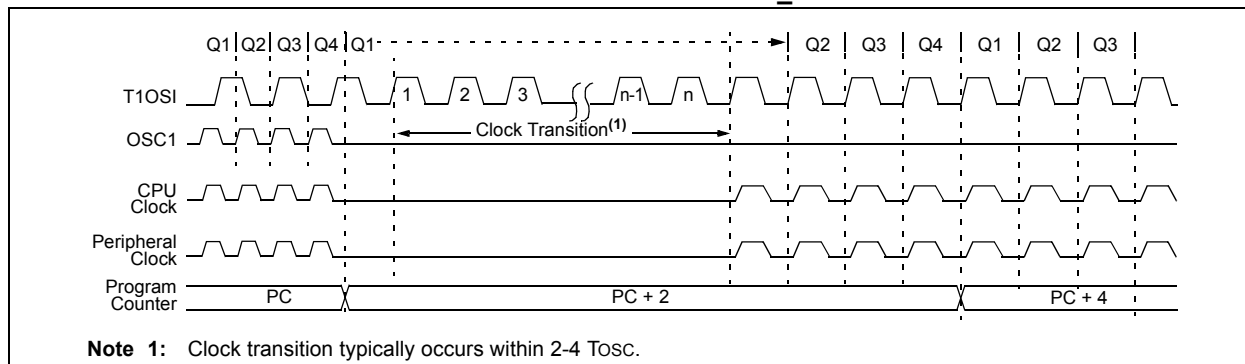 Q1 Q2 Q3 Q4 Q1 Q2 Q3 Q4 Q1 Q2 Q3
T1OSI 1 2 3 n-1 n
Clock Transition(1)
OSC1
CPU
Clock
Peripheral
Clock
Program
Counter
PC PC + 2 PC + 4
Note 1: Clock transition typically occurs within 2-4 TOSC.